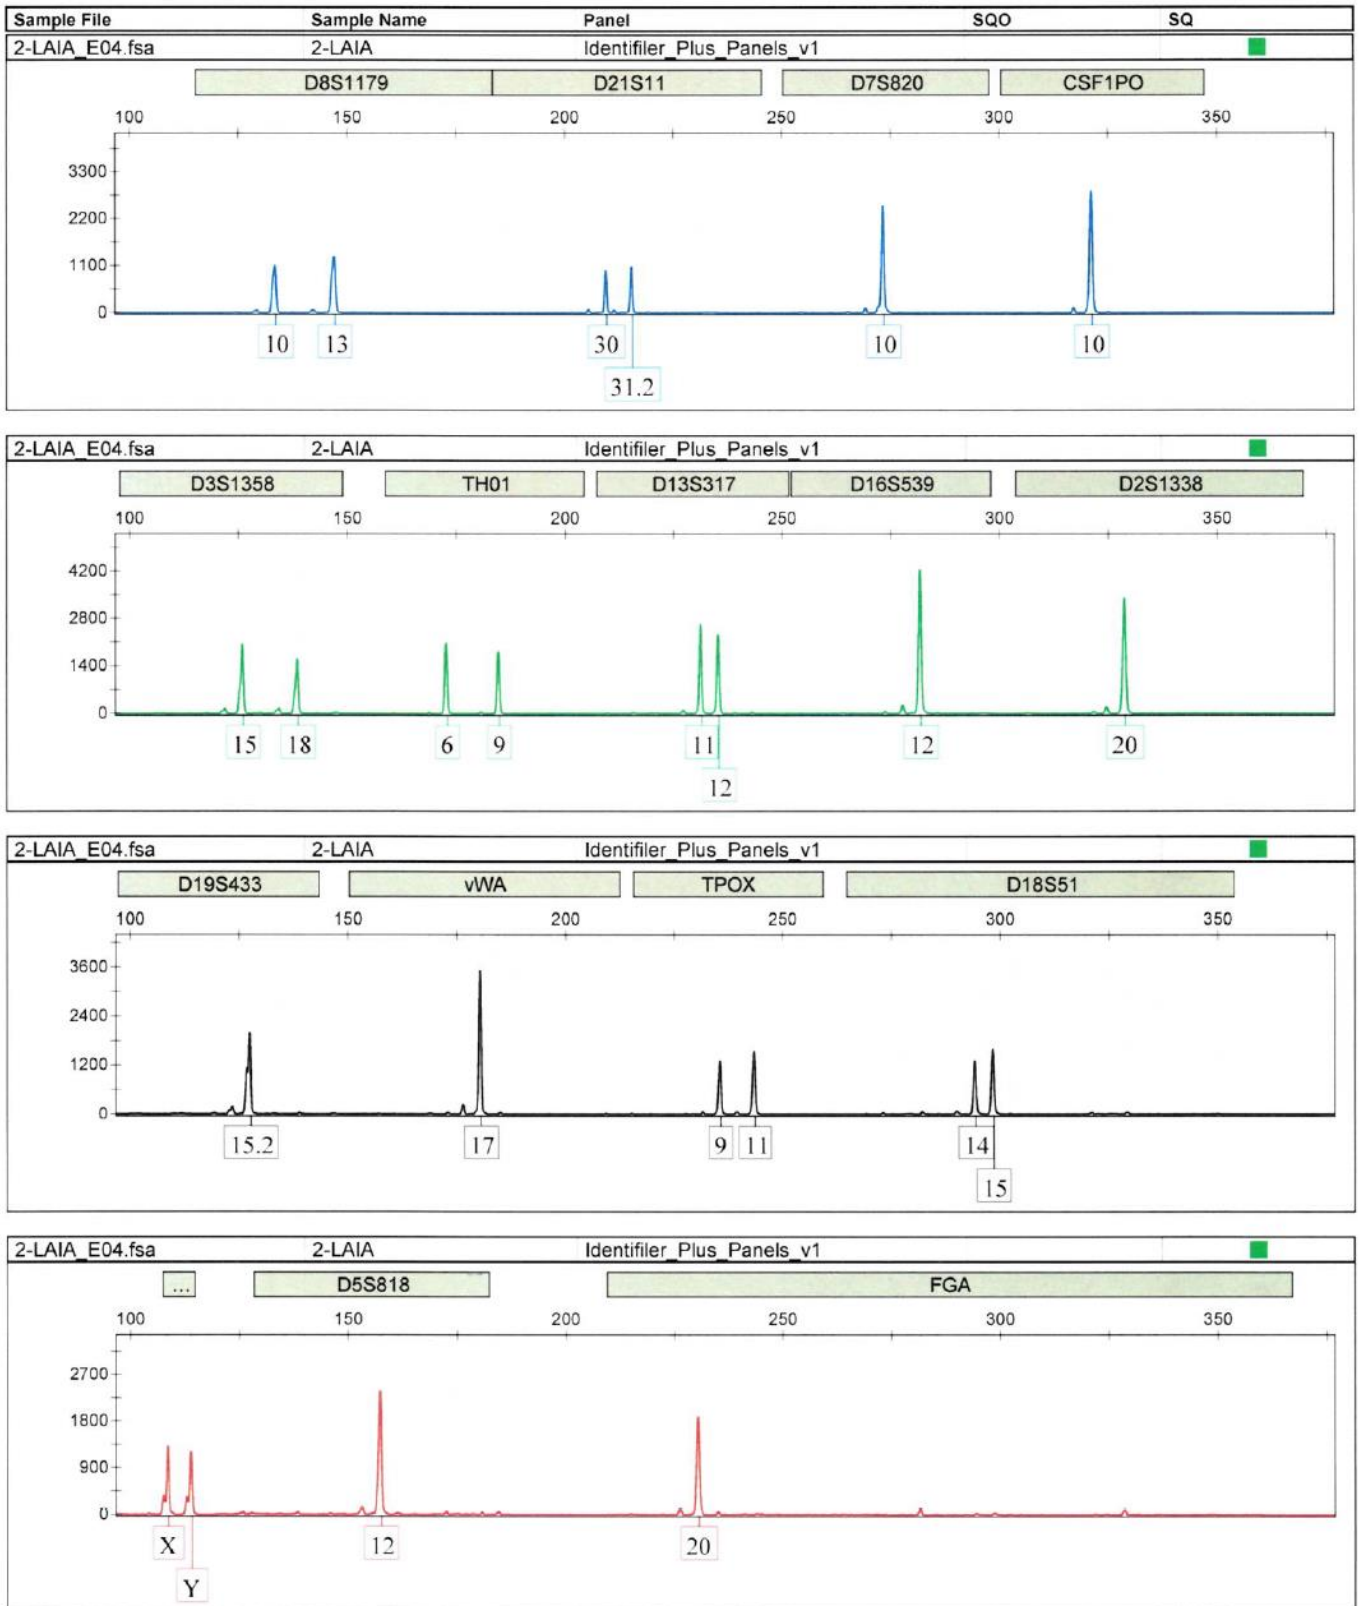 Sample File Sample Name Panel SQO SQ
2-LAIA_E04.fsa 2-LAIA Identifiler_Plus_Panels_v1
D8S1179 D21S11 D7S820 CSF1PO
100 150 200 250 300 350
3300
2200
1100
0
10 13 30 10 10
31.2
2-LAIA_E04.fsa 2-LAIA Identifiler_Plus_Panels_v1
D3S1358 TH01 D13S317 D16S539 D2S1338
100 150 200 250 300 350
4200
2800
1400
0
15 18 6 9 11 12 20
12
2-LAIA_E04.fsa 2-LAIA Identifiler_Plus_Panels_v1
D19S433 vWA TPOX D18S51
100 150 200 250 300 350
3600
2400
1200
0
15.2 17 9 11 14
15
2-LAIA_E04.fsa 2-LAIA Identifiler_Plus_Panels_v1
... D5S818 FGA
100 150 200 250 300 350
2700
1800
900
0
X 12 20
Y